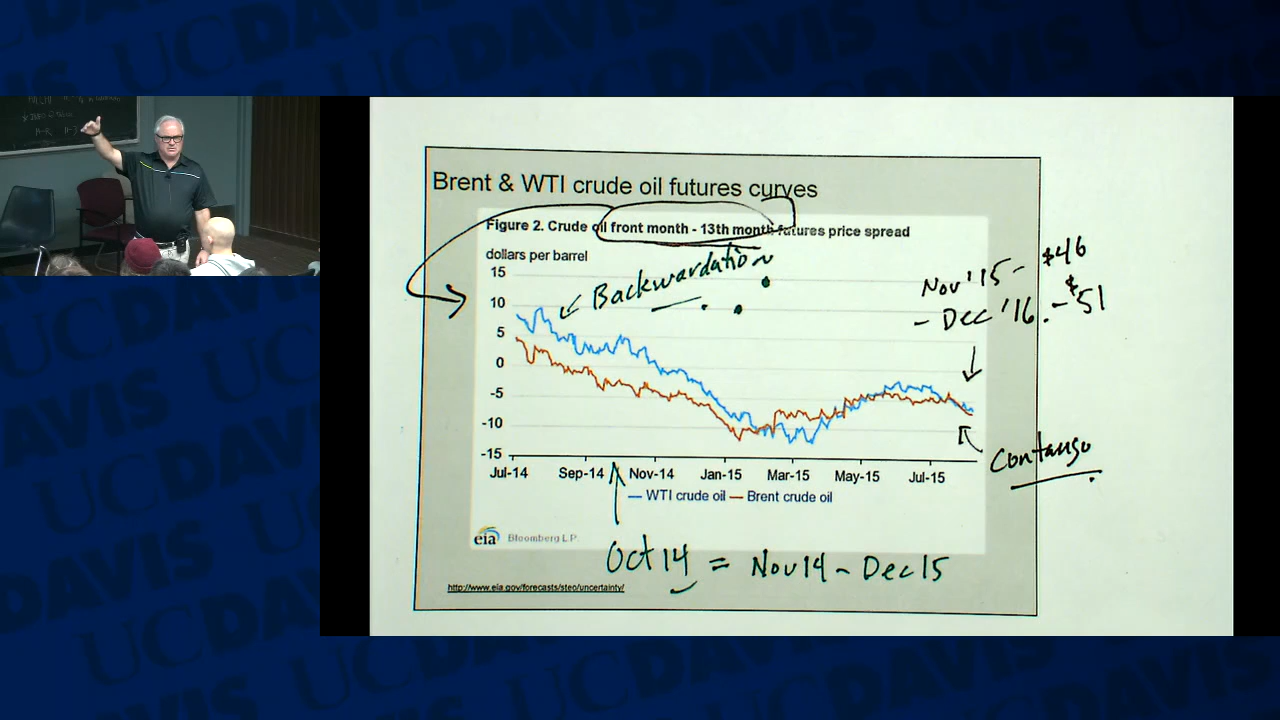 UCDAVIS
Brent & WTI crude oil futures curves
Figure 2. Crude oil front month - 13th month futures price spread
dollars per barrel
Backwardation
Nov'15 - $46
- Dec '16. - $51
15
10
5
0
-5
-10
-15
Contango
Jul-14 Sep-14 Nov-14 Jan-15 Mar-15 May-15 Jul-15
WTI crude oil Brent crude oil
eia Bloomberg L.P.
Oct 14 = Nov 14 - Dec 15
http://www.eia.gov/forecasts/steo/uncertainty/